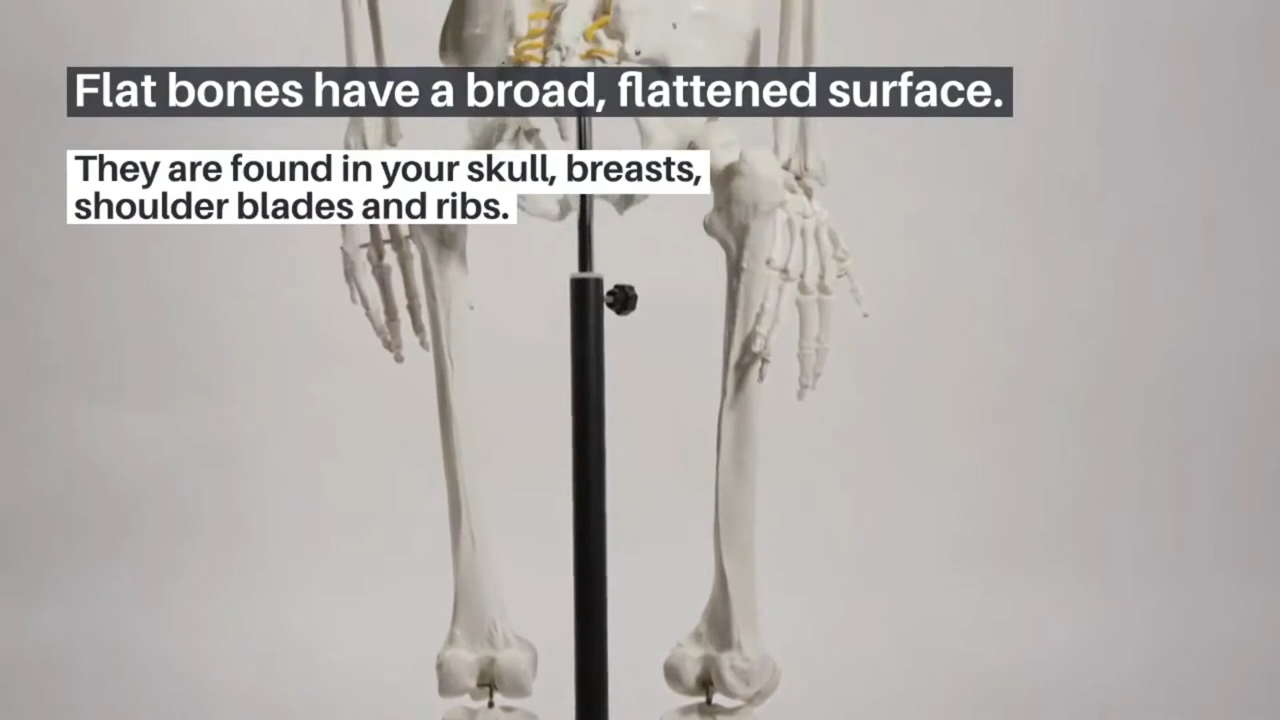 Flat bones have a broad, flattened surface.
They are found in your skull, breasts,
shoulder blades and ribs.